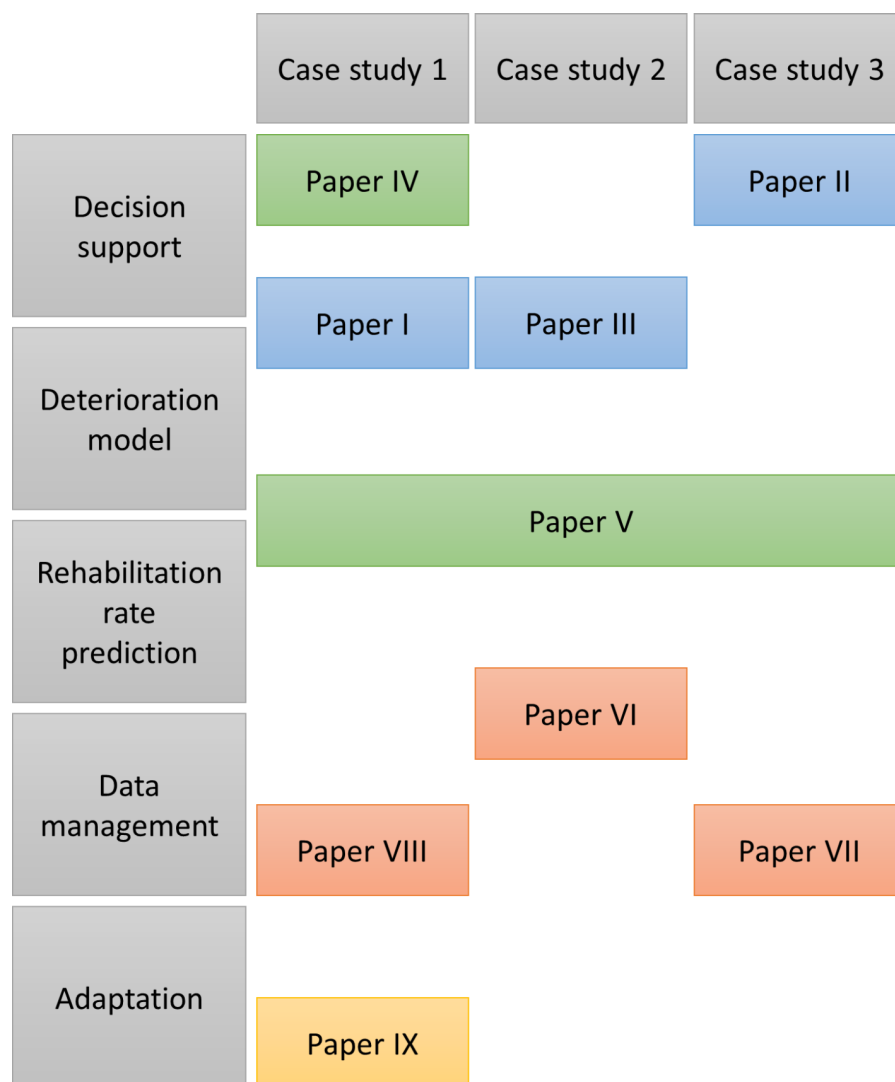 Case study 1
Case study 2
Case study 3
Decision
support
Paper IV
Paper II
Paper I
Paper III
Deterioration
model
Paper V
Rehabilitation
rate
prediction
Paper VI
Data
management
Paper VIII
Paper VII
Adaptation
Paper IX